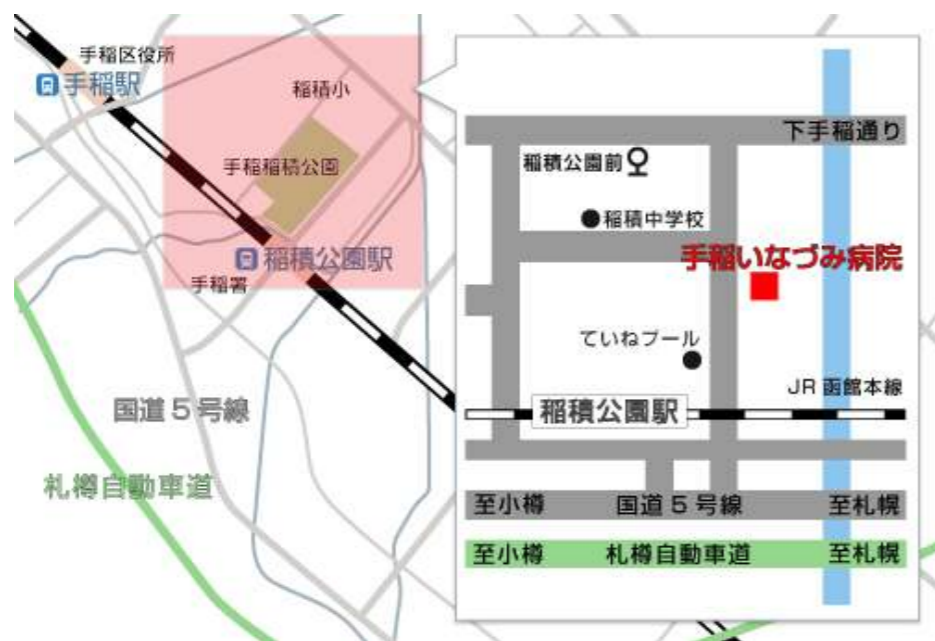 手稲区役所
手稲駅
稲積小
手稲稲積公園
稲積公園駅
手稲署
国道5号線
札樽自動車道
下手稲通り
稲積公園前
稲積中学校
手稲いなづみ病院
ていねプール
JR函館本線
稲積公園駅
至小樽 国道5号線 至札幌
至小樽 札樽自動車道 至札幌